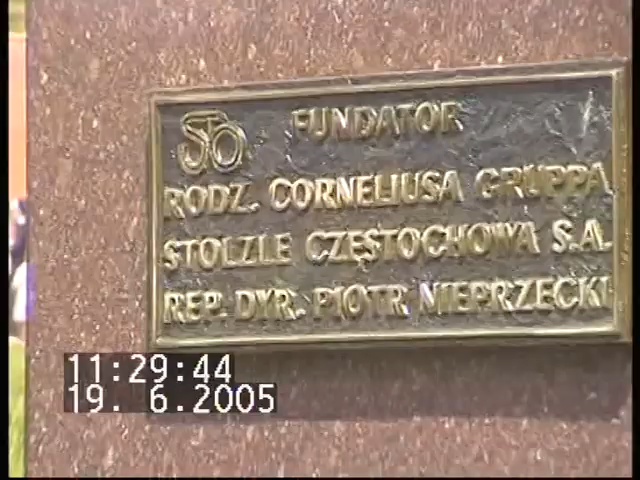 FUNDATOR
RODZ. CORNELIUSA GRUPPA
STOLZLE CZĘSTOCHOWA S.A.
REP. DYR. PIOTR NIEPRZECKI
11:29:44
19. 6.2005